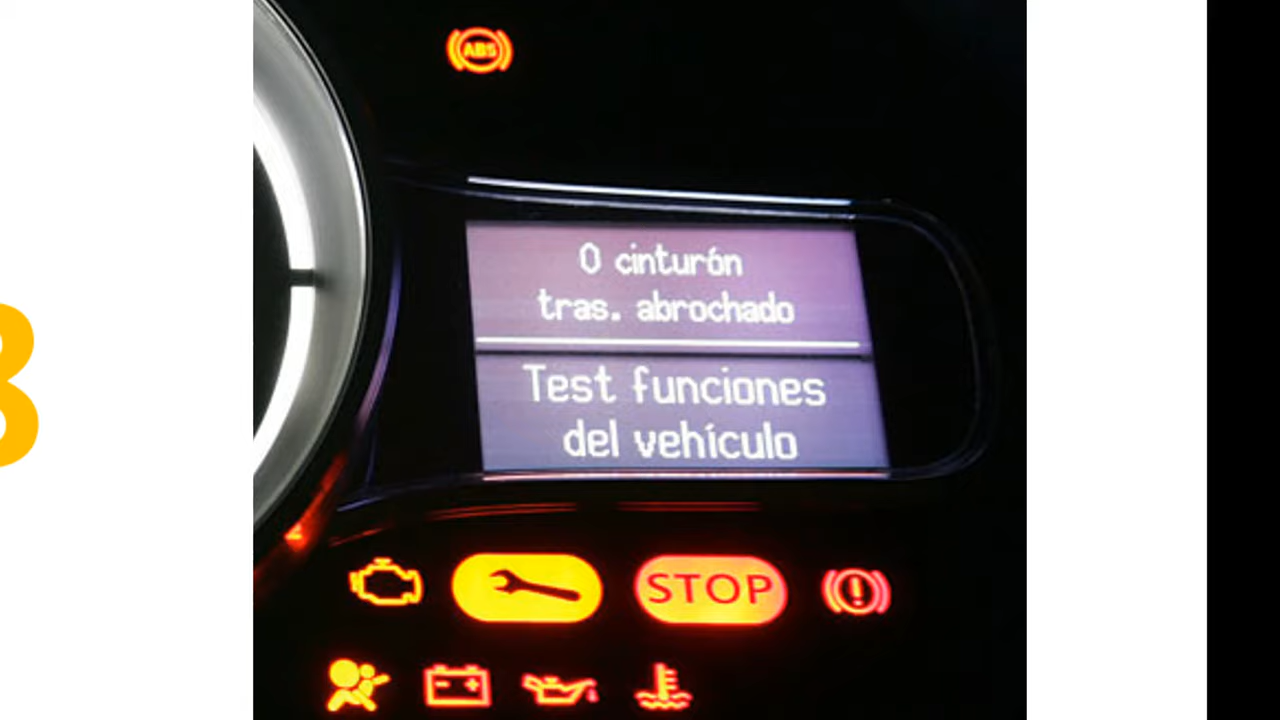 ABS
0 cinturón
tras. abrochado
Test funciones
del vehículo
STOP